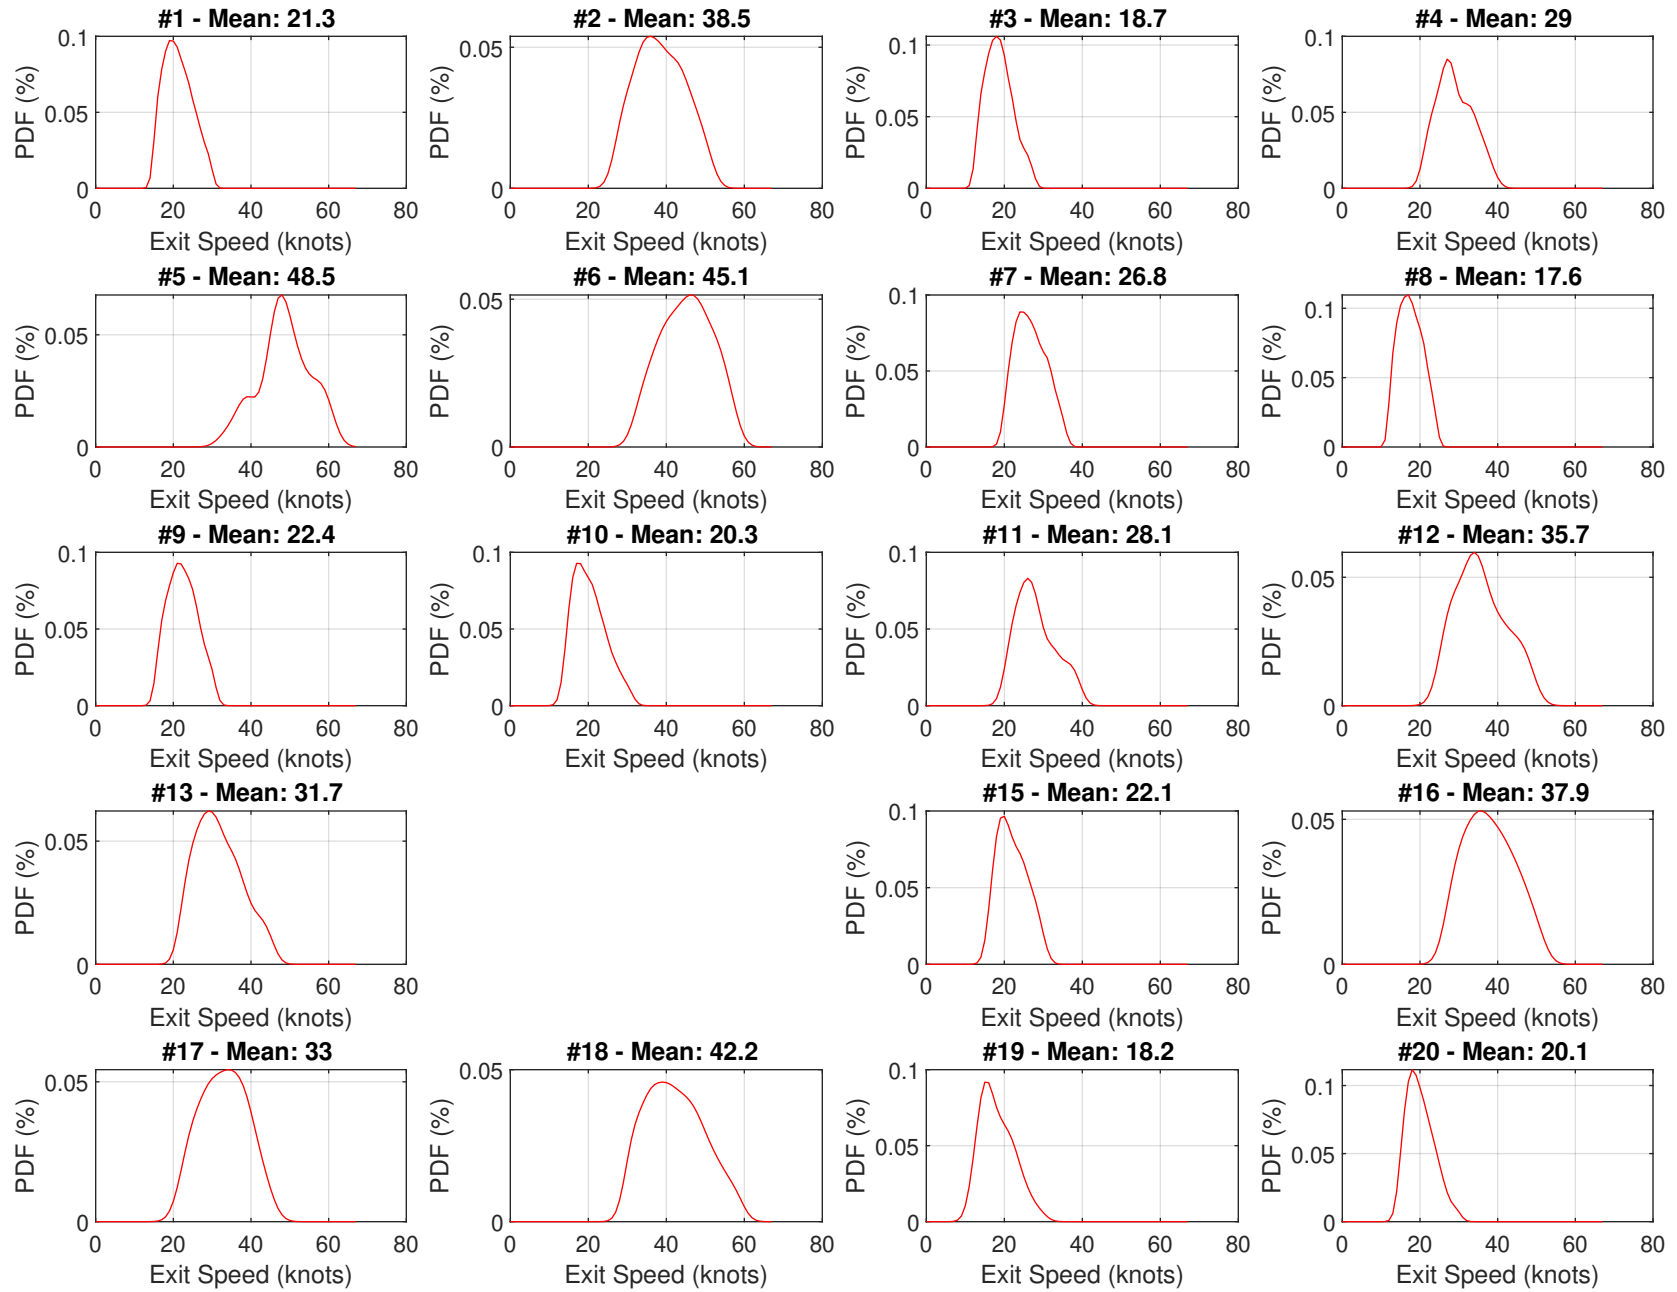 #1 - Mean: 21.3
0.1
0.05
0
PDF (%)
0 20 40 60 80
Exit Speed (knots)
#2 - Mean: 38.5
0.05
0
PDF (%)
0 20 40 60 80
Exit Speed (knots)
#3 - Mean: 18.7
0.1
0.05
0
PDF (%)
0 20 40 60 80
Exit Speed (knots)
#4 - Mean: 29
0.1
0.05
0
PDF (%)
0 20 40 60 80
Exit Speed (knots)
#5 - Mean: 48.5
0.05
0
PDF (%)
0 20 40 60 80
Exit Speed (knots)
#6 - Mean: 45.1
0.05
0
PDF (%)
0 20 40 60 80
Exit Speed (knots)
#7 - Mean: 26.8
0.1
0.05
0
PDF (%)
0 20 40 60 80
Exit Speed (knots)
#8 - Mean: 17.6
0.1
0.05
0
PDF (%)
0 20 40 60 80
Exit Speed (knots)
#9 - Mean: 22.4
0.1
0.05
0
PDF (%)
0 20 40 60 80
Exit Speed (knots)
#10 - Mean: 20.3
0.1
0.05
0
PDF (%)
0 20 40 60 80
Exit Speed (knots)
#11 - Mean: 28.1
0.1
0.05
0
PDF (%)
0 20 40 60 80
Exit Speed (knots)
#12 - Mean: 35.7
0.05
0
PDF (%)
0 20 40 60 80
Exit Speed (knots)
#13 - Mean: 31.7
0.05
0
PDF (%)
0 20 40 60 80
Exit Speed (knots)
#15 - Mean: 22.1
0.1
0.05
0
PDF (%)
0 20 40 60 80
Exit Speed (knots)
#16 - Mean: 37.9
0.05
0
PDF (%)
0 20 40 60 80
Exit Speed (knots)
#17 - Mean: 33
0.05
0
PDF (%)
0 20 40 60 80
Exit Speed (knots)
#18 - Mean: 42.2
0.05
0
PDF (%)
0 20 40 60 80
Exit Speed (knots)
#19 - Mean: 18.2
0.1
0.05
0
PDF (%)
0 20 40 60 80
Exit Speed (knots)
#20 - Mean: 20.1
0.1
0.05
0
PDF (%)
0 20 40 60 80
Exit Speed (knots)